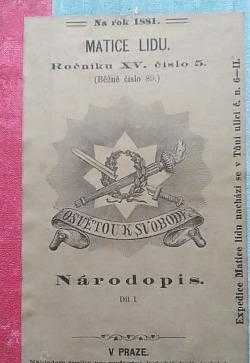 Na rok 1881.
MATICE LIDU.
Ročníku XV. číslo 5.
(Běžné číslo 89.)
OSVĚTOU K SVOBODĚ
Národopis.
Díl I.
V PRAZE.
Expedice Matice lidu nachází se v Tůni ulici č. n. 6—II.